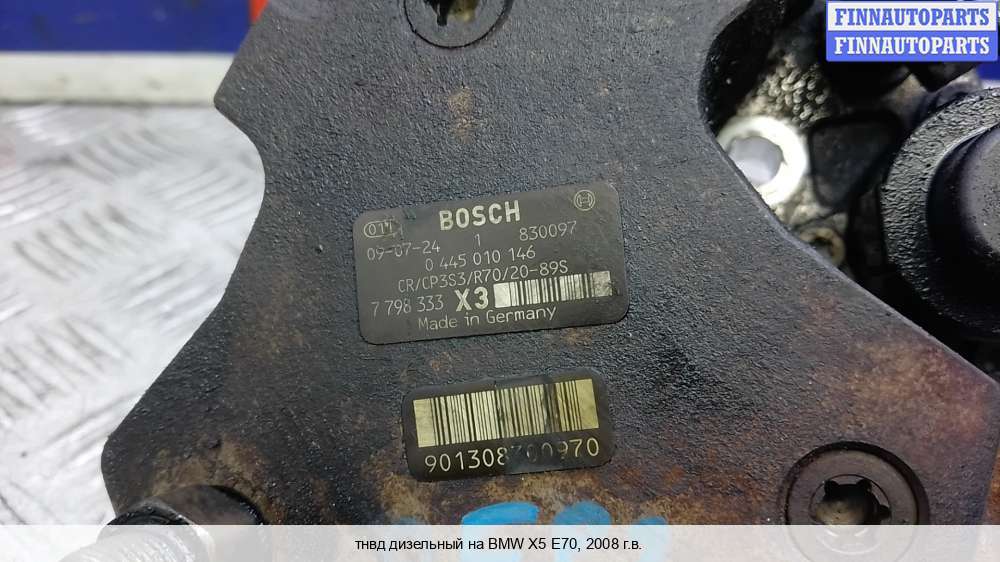 FINNAUTOPARTS
FINNAUTOPARTS
BOSCH
09-07-24 1 830097
0 445 010 146
CR/CP3S3/R70/20-89S
7 798 333 X3
Made in Germany
тнвд дизельный на BMW X5 E70, 2008 г.в.